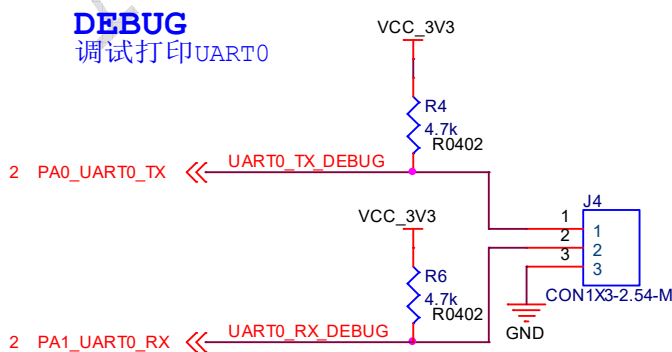 DEBUG
调试打印UART0
VCC_3V3
R4
4.7k
R0402
2 PA0_UART0_TX
UART0_TX_DEBUG
J4
1 1
2 2
3 3
CON1X3-2.54-M
VCC_3V3
R6
4.7k
R0402
GND
2 PA1_UART0_RX
UART0_RX_DEBUG